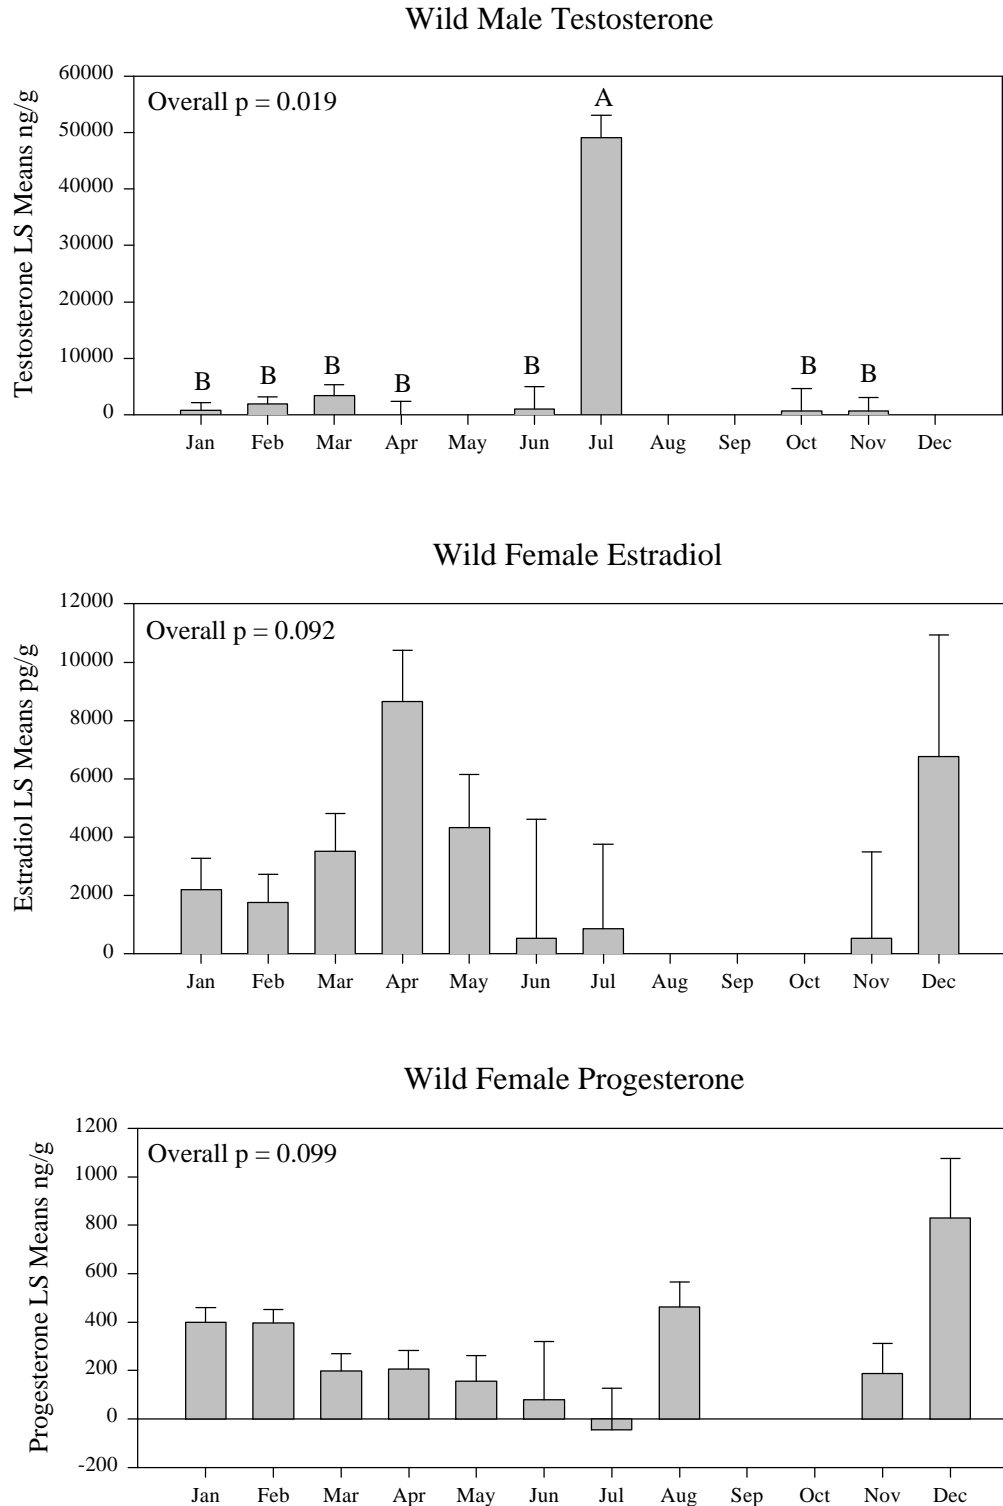 Wild Male Testosterone
60000
Overall p = 0.019
A
50000
40000
30000
20000
10000
0
Testosterone LS Means ng/g
B B B B B B B
Jan Feb Mar Apr May Jun Jul Aug Sep Oct Nov Dec
Wild Female Estradiol
12000
Overall p = 0.092
10000
8000
6000
4000
2000
0
Estradiol LS Means pg/g
Jan Feb Mar Apr May Jun Jul Aug Sep Oct Nov Dec
Wild Female Progesterone
1200
Overall p = 0.099
1000
800
600
400
200
0
-200
Progesterone LS Means ng/g
Jan Feb Mar Apr May Jun Jul Aug Sep Oct Nov Dec